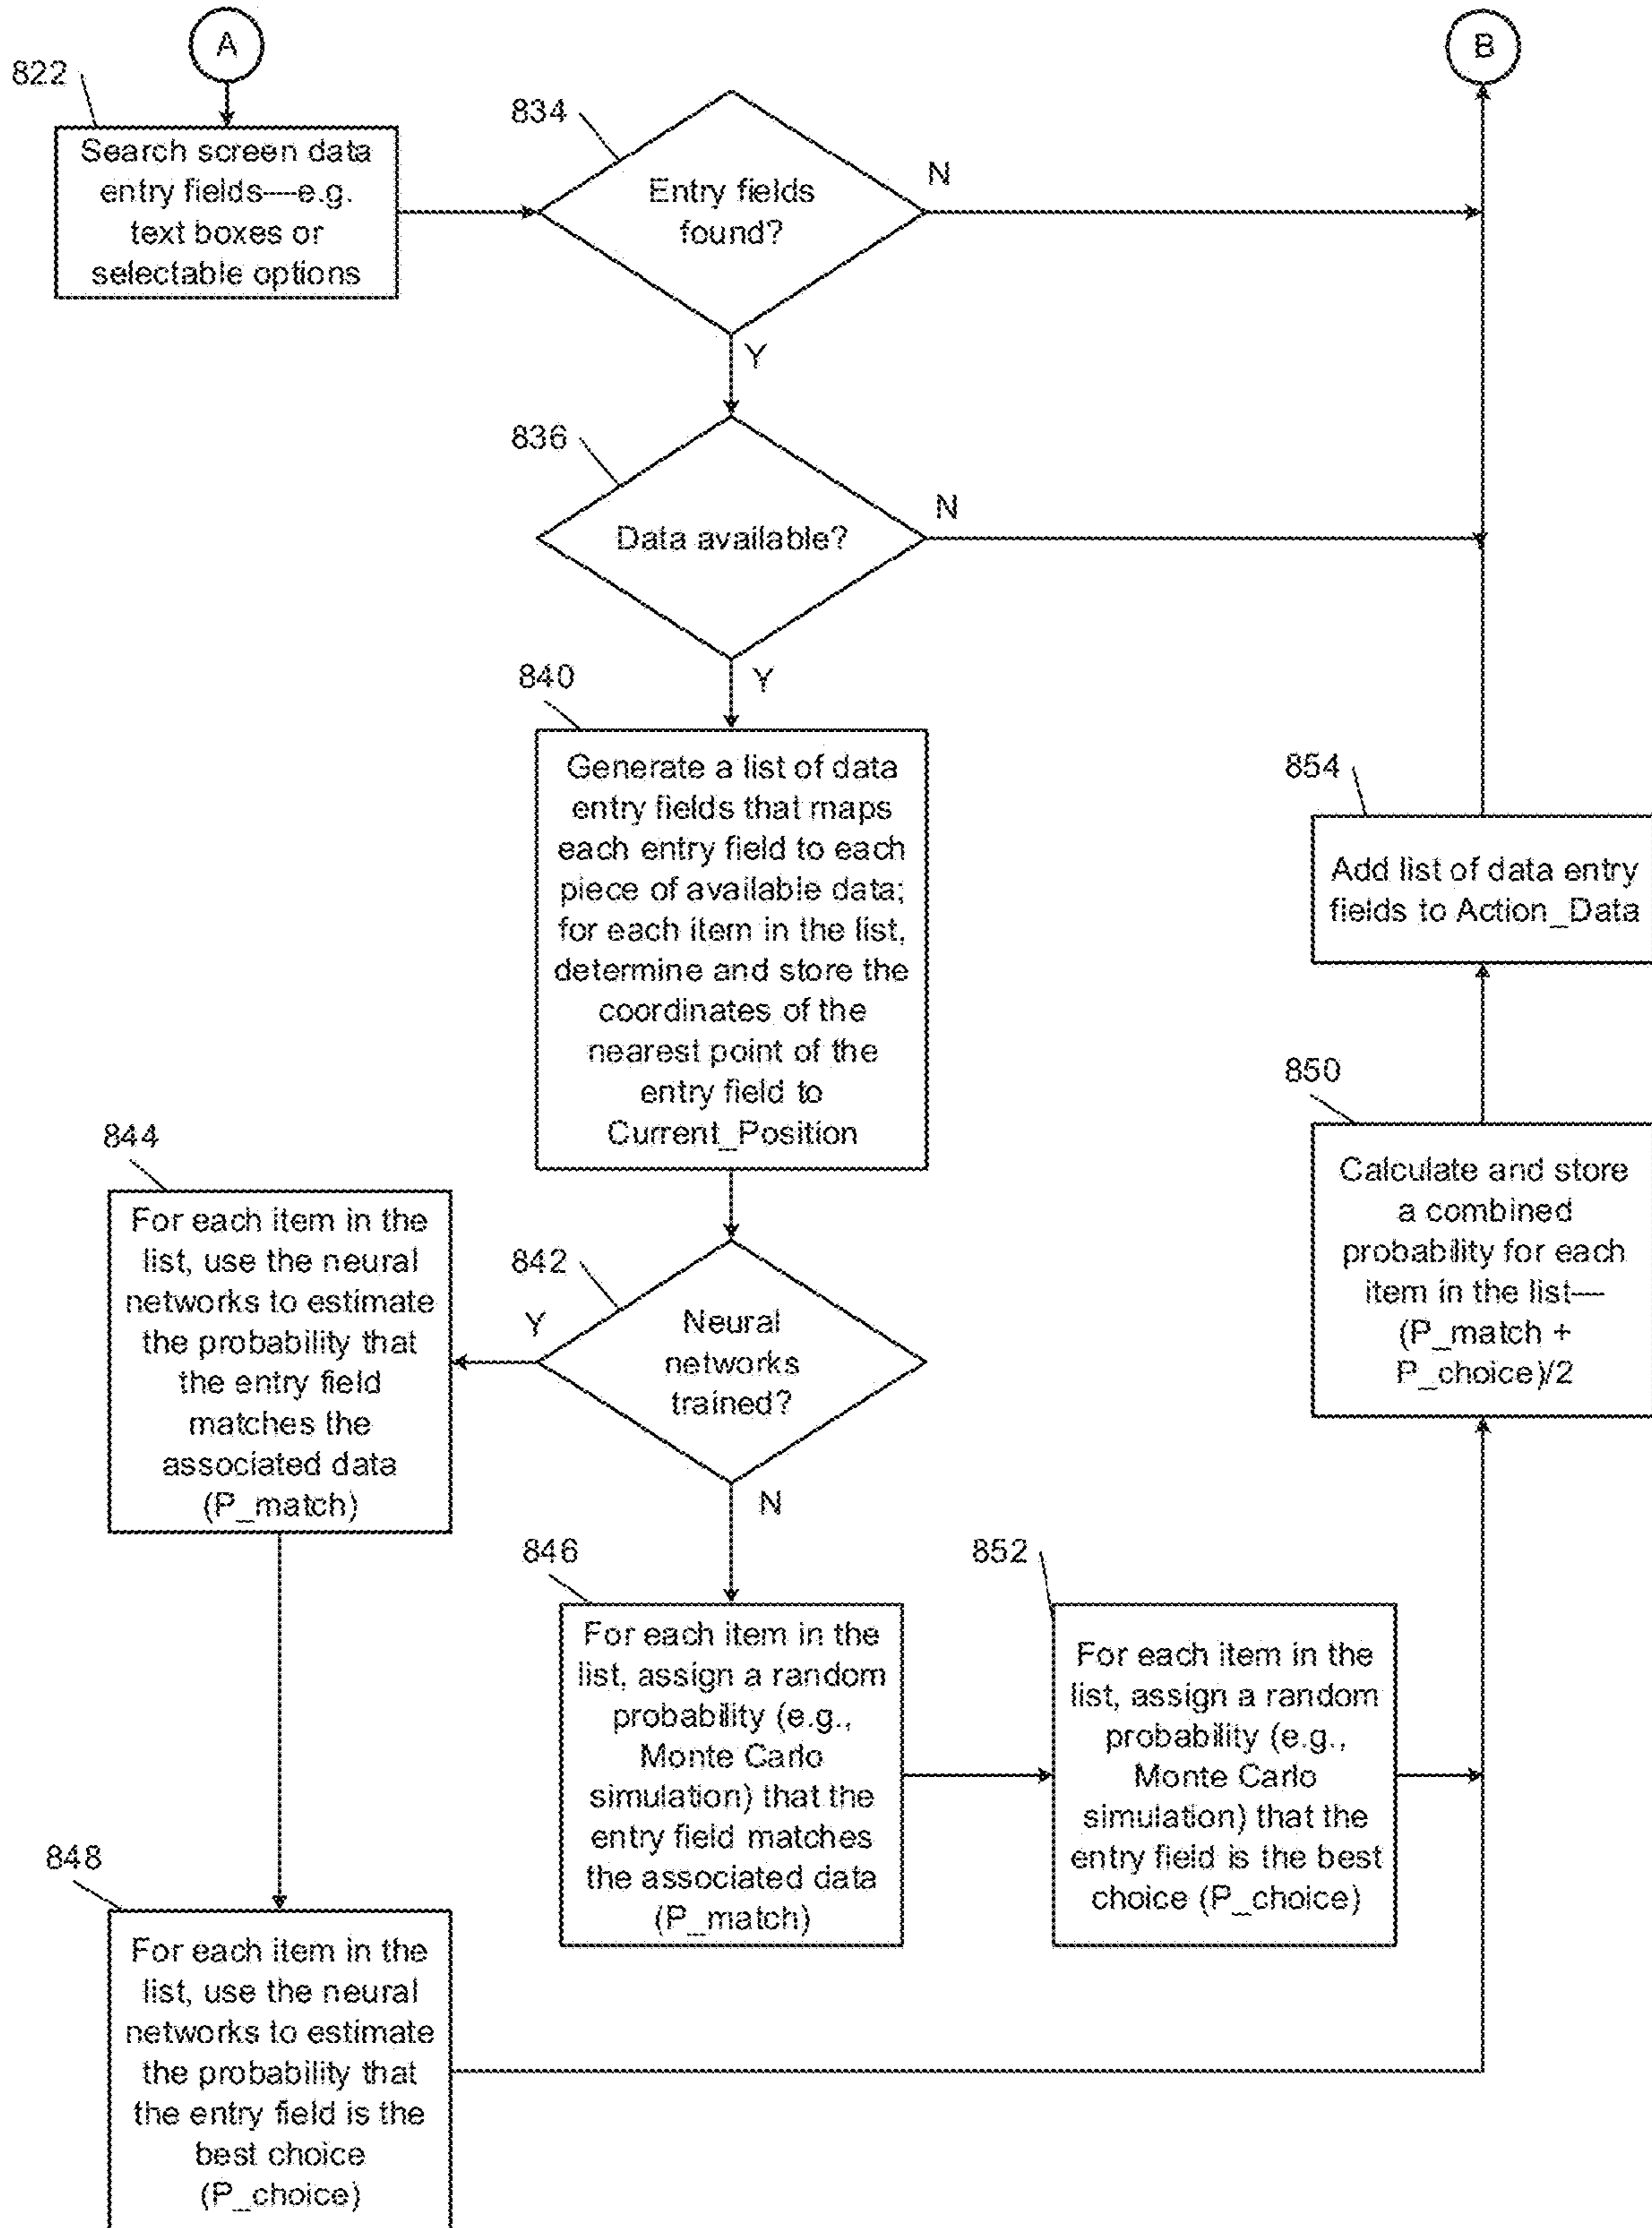 A
B
822
Search screen data
entry fields----e.g.
text boxes or
selectable options
834
Entry fields
found?
N
Y
836
Data available?
N
Y
840
Generate a list of data
entry fields that maps
each entry field to each
piece of available data;
for each item in the list,
determine and store the
coordinates of the
nearest point of the
entry field to
Current_Position
842
Neural
networks
trained?
Y
N
844
For each item in the
list, use the neural
networks to estimate
the probability that
the entry field
matches the
associated data
(P_match)
848
For each item in the
list, use the neural
networks to estimate
the probability that
the entry field is the
best choice
(P_choice)
846
For each item in the
list, assign a random
probability (e.g.,
Monte Carlo
simulation) that the
entry field matches
the associated data
(P_match)
852
For each item in the
list, assign a random
probability (e.g.,
Monte Carlo
simulation) that the
entry field is the best
choice (P_choice)
850
Calculate and store
a combined
probability for each
item in the list----
(P_match +
P_choice)/2
854
Add list of data entry
fields to Action_Data